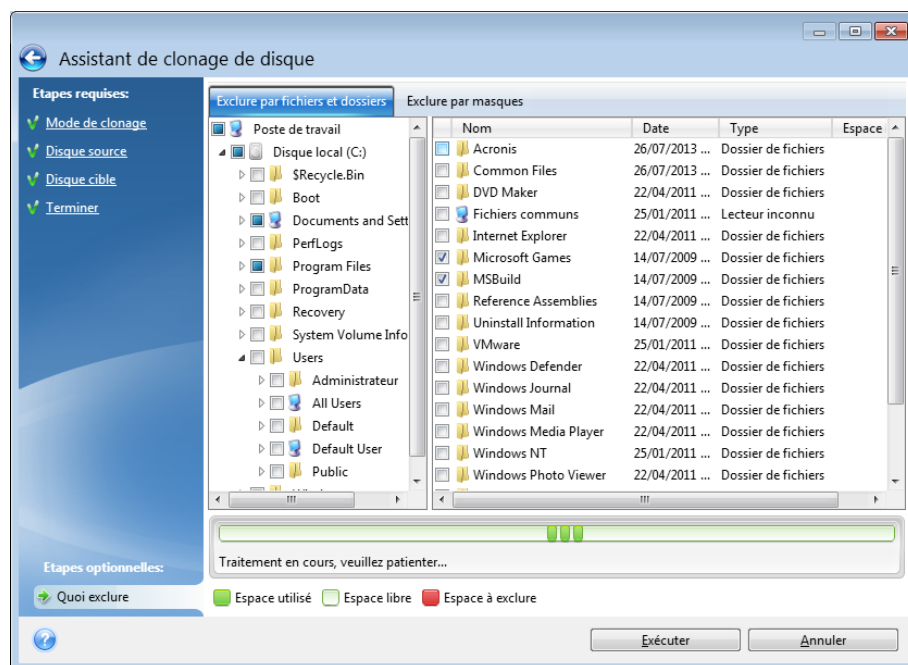 Assistant de clonage de disque
Etapes requises:
Mode de clonage
Disque source
Disque cible
Terminer
Etapes optionnelles:
Quoi exclure
Exclure par fichiers et dossiers
Exclure par masques
Poste de travail
Disque local (C:)
$Recycle.Bin
Boot
Documents and Sett
PerfLogs
Program Files
ProgramData
Recovery
System Volume Info
Users
Administrateur
All Users
Default
Default User
Public
Nom Date Type Espace
Acronis 26/07/2013 ... Dossier de fichiers
Common Files 26/07/2013 ... Dossier de fichiers
DVD Maker 22/04/2011 ... Dossier de fichiers
Fichiers communs 25/01/2011 ... Lecteur inconnu
Internet Explorer 22/04/2011 ... Dossier de fichiers
Microsoft Games 14/07/2009 ... Dossier de fichiers
MSBuild 14/07/2009 ... Dossier de fichiers
Reference Assemblies 14/07/2009 ... Dossier de fichiers
Uninstall Information 14/07/2009 ... Dossier de fichiers
VMware 25/01/2011 ... Dossier de fichiers
Windows Defender 22/04/2011 ... Dossier de fichiers
Windows Journal 22/04/2011 ... Dossier de fichiers
Windows Mail 22/04/2011 ... Dossier de fichiers
Windows Media Player 22/04/2011 ... Dossier de fichiers
Windows NT 25/01/2011 ... Dossier de fichiers
Windows Photo Viewer 22/04/2011 ... Dossier de fichiers
Traitement en cours, veuillez patienter...
Espace utilisé Espace libre Espace à exclure
Exécuter Annuler